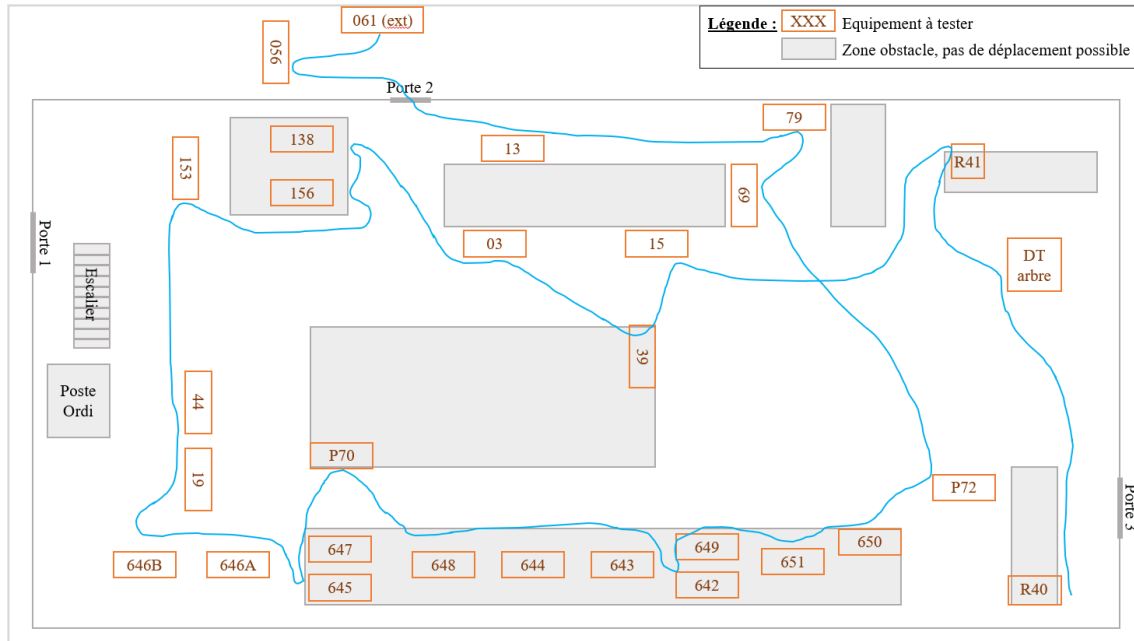 061 (ext)
056
Légende : XXX Equipement à tester
Zone obstacle, pas de déplacement possible
Porte 2
79
138
13
153
156
69
R41
Porte 1
03
15
DT
arbre
Escalier
39
Poste
Ordi
44
P70
19
P72
Porte 3
647
649
650
646B
646A
648
644
643
651
645
642
R40